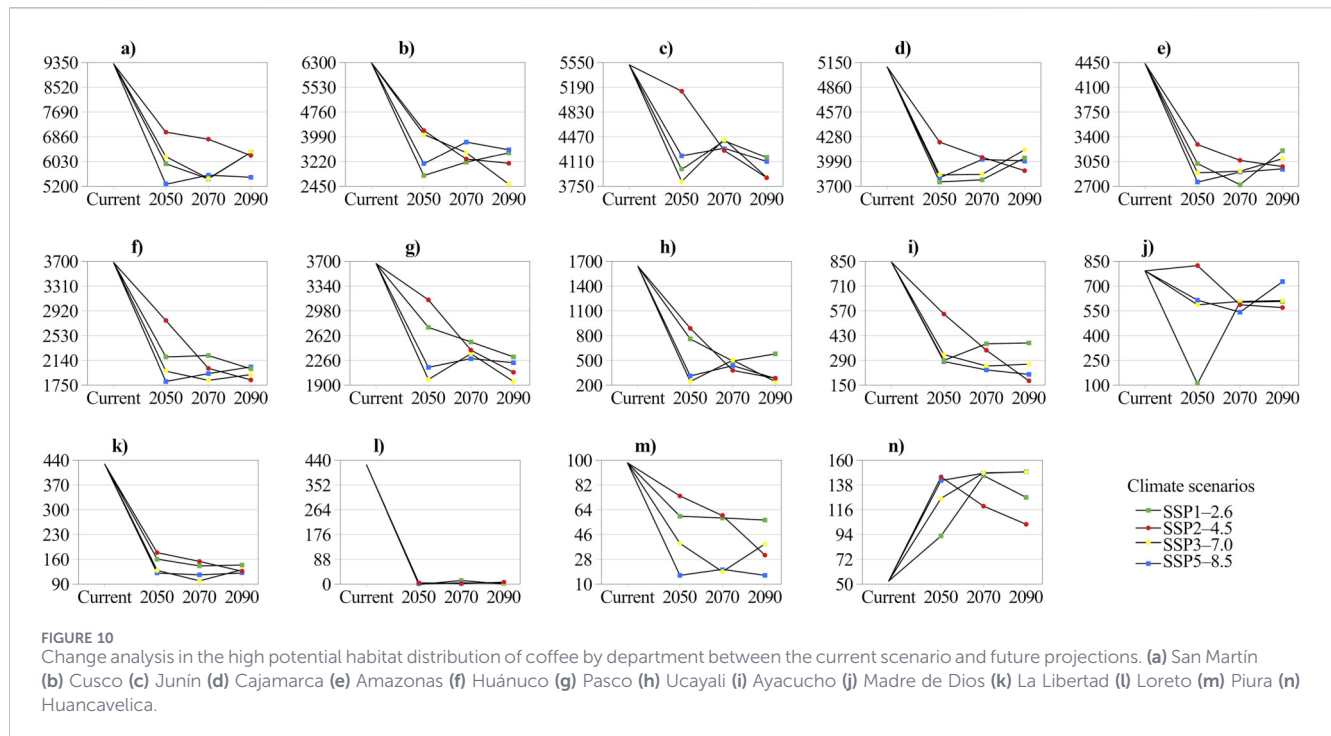 a)
9350
8520
7690
6860
6030
5200
Current 2050 2070 2090
b)
6300
5530
4760
3990
3220
2450
Current 2050 2070 2090
c)
5550
5190
4830
4470
4110
3750
Current 2050 2070 2090
d)
5150
4860
4570
4280
3990
3700
Current 2050 2070 2090
e)
4450
4100
3750
3400
3050
2700
Current 2050 2070 2090
f)
3700
3310
2920
2530
2140
1750
Current 2050 2070 2090
g)
3700
3340
2980
2620
2260
1900
Current 2050 2070 2090
h)
1700
1400
1100
800
500
200
Current 2050 2070 2090
i)
850
710
570
430
290
150
Current 2050 2070 2090
j)
850
700
550
400
250
100
Current 2050 2070 2090
k)
440
370
300
230
160
90
Current 2050 2070 2090
l)
440
352
264
176
88
0
Current 2050 2070 2090
m)
100
82
64
46
28
10
Current 2050 2070 2090
n)
160
138
116
94
72
50
Current 2050 2070 2090
Climate scenarios
SSP1–2.6
SSP2–4.5
SSP3–7.0
SSP5–8.5
FIGURE 10
Change analysis in the high potential habitat distribution of coffee by department between the current scenario and future projections. (a) San Martín
(b) Cusco (c) Junín (d) Cajamarca (e) Amazonas (f) Huánuco (g) Pasco (h) Ucayali (i) Ayacucho (j) Madre de Dios (k) La Libertad (l) Loreto (m) Piura (n)
Huancavelica.